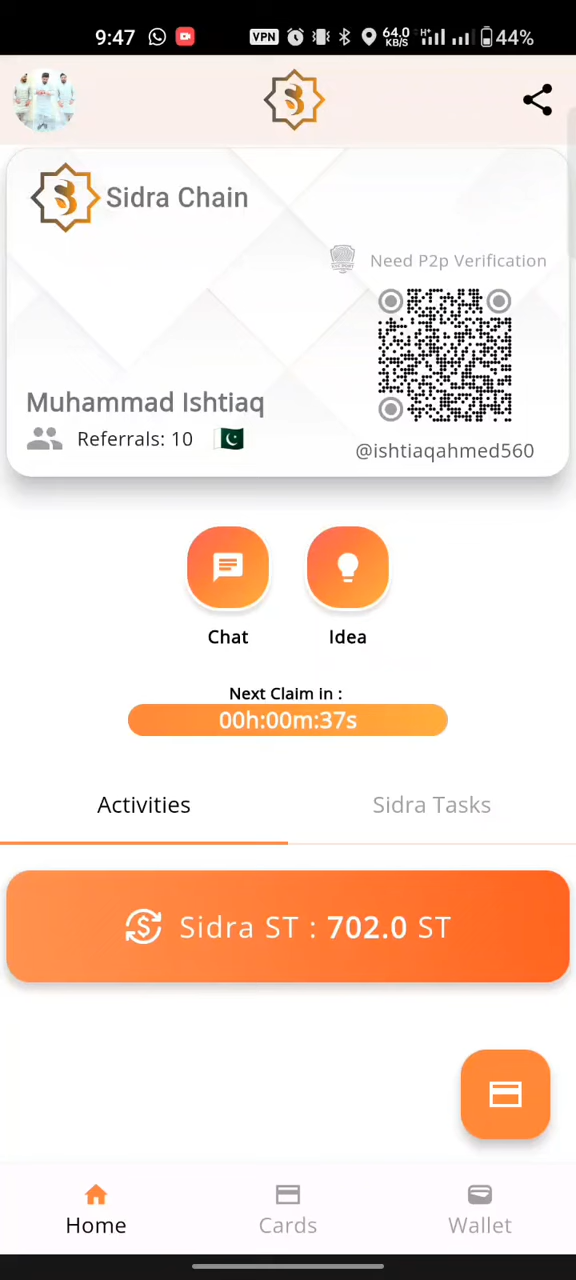 9:47 VPN 64.0 KB/S H+ 44%
Sidra Chain
Need P2p Verification
Muhammad Ishtiaq
Referrals: 10
@ishtiaqahmed560
Chat Idea
Next Claim in :
00h:00m:37s
Activities Sidra Tasks
Sidra ST : 702.0 ST
Home Cards Wallet